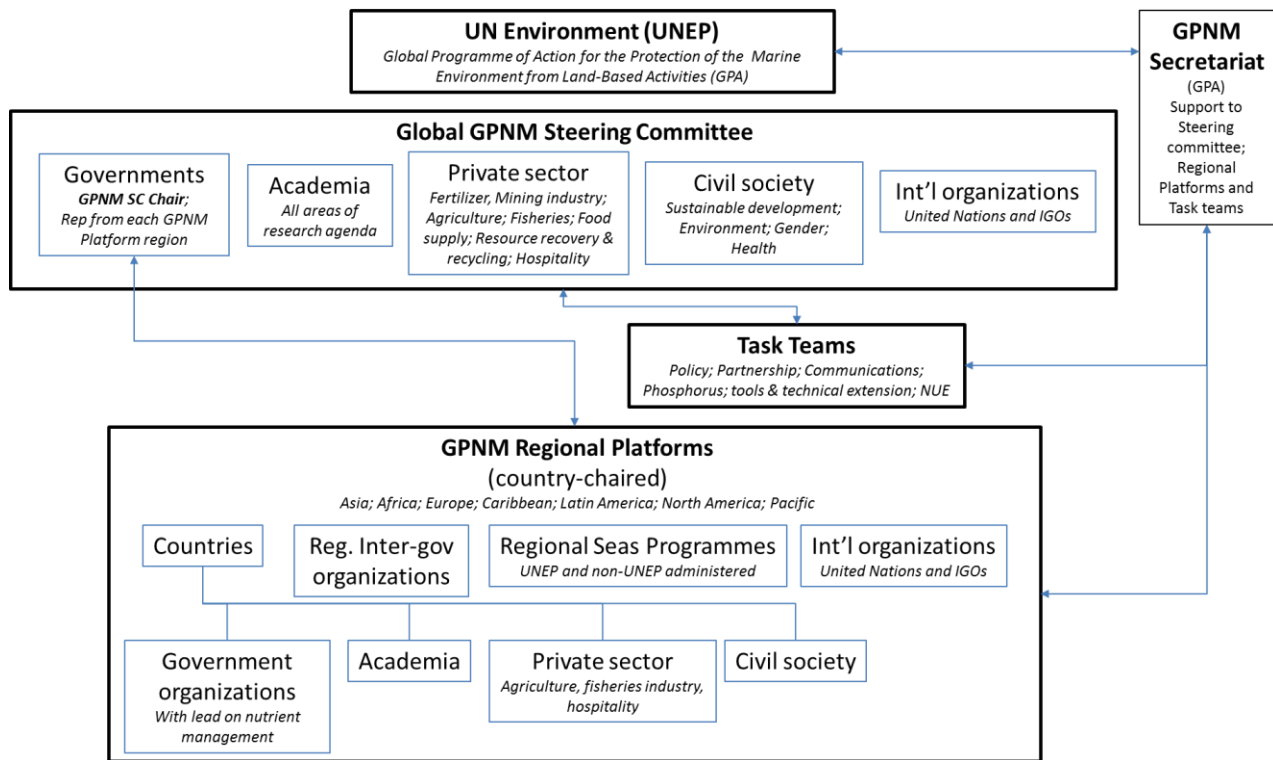 UN Environment (UNEP)
Global Programme of Action for the Protection of the Marine
Environment from Land-Based Activities (GPA)
GPNM
Secretariat
(GPA)
Support to
Steering
committee;
Regional
Platforms and
Task teams
Global GPNM Steering Committee
Governments
GPNM SC Chair;
Rep from each GPNM
Platform region
Academia
All areas of
research agenda
Private sector
Fertilizer, Mining industry;
Agriculture; Fisheries; Food
supply; Resource recovery &
recycling; Hospitality
Civil society
Sustainable development;
Environment; Gender;
Health
Int'l organizations
United Nations and IGOs
Task Teams
Policy; Partnership; Communications;
Phosphorus; tools & technical extension; NUE
GPNM Regional Platforms
(country-chaired)
Asia; Africa; Europe; Caribbean; Latin America; North America; Pacific
Countries
Reg. Inter-gov
organizations
Regional Seas Programmes
UNEP and non-UNEP administered
Int'l organizations
United Nations and IGOs
Government
organizations
With lead on nutrient
management
Academia
Private sector
Agriculture, fisheries industry,
hospitality
Civil society